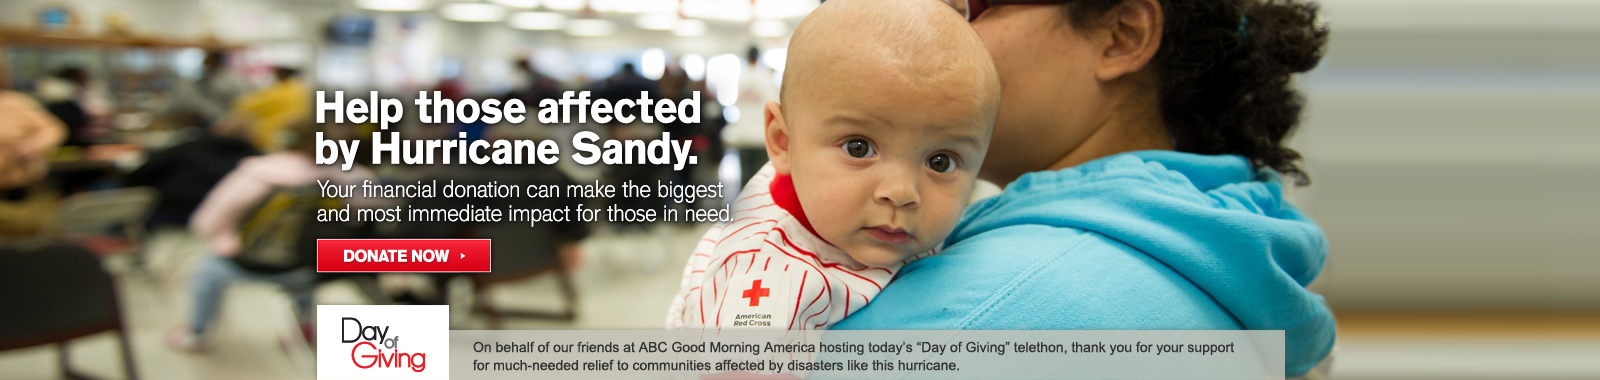 Help those affected
by Hurricane Sandy.
Your financial donation can make the biggest
and most immediate impact for those in need.
DONATE NOW
American
Red Cross
Day
of
Giving
On behalf of our friends at ABC Good Morning America hosting today's “Day of Giving” telethon, thank you for your support
for much-needed relief to communities affected by disasters like this hurricane.